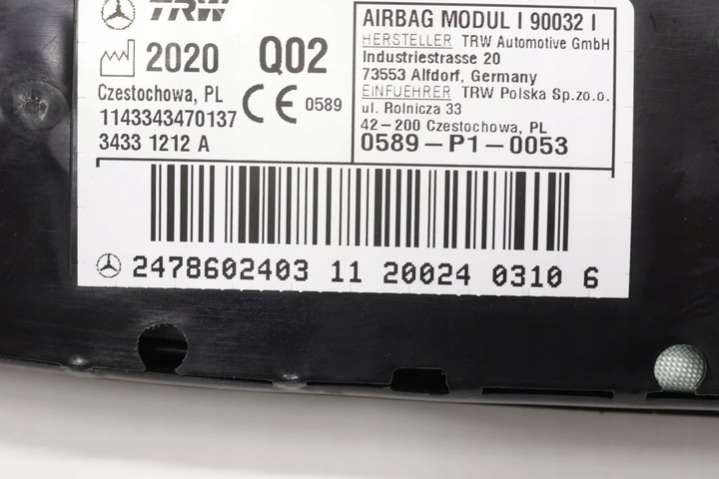 TRW
2020 Q02
Czestochowa, PL
1143343470137
3433 1212 A
CE 0589
AIRBAG MODUL I 90032 I
HERSTELLER TRW Automotive GmbH
Industriestrasse 20
73553 Alfdorf, Germany
EINFUEHRER TRW Polska Sp.zo.o.
ul. Rolnicza 33
42-200 Czestochowa, PL
0589-P1-0053
2478602403 11 20024 0310 6